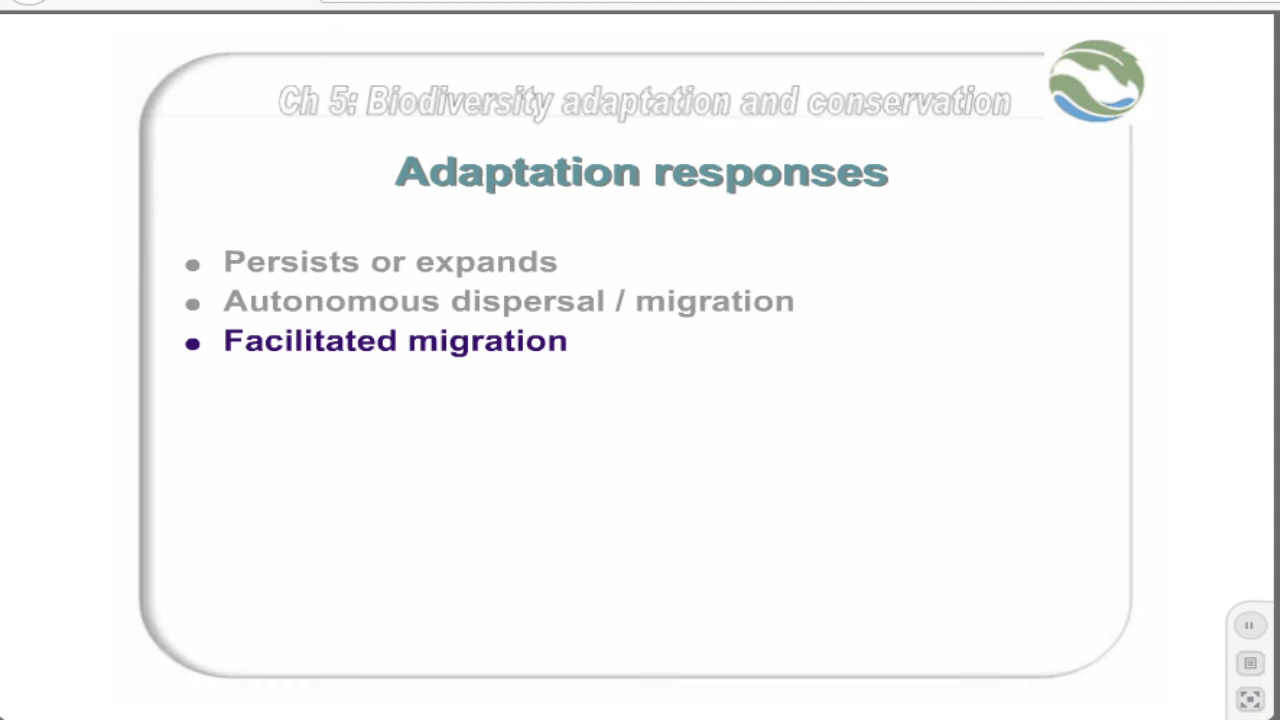 Ch 5: Biodiversity adaptation and conservation
Adaptation responses
• Persists or expands
• Autonomous dispersal / migration
• Facilitated migration